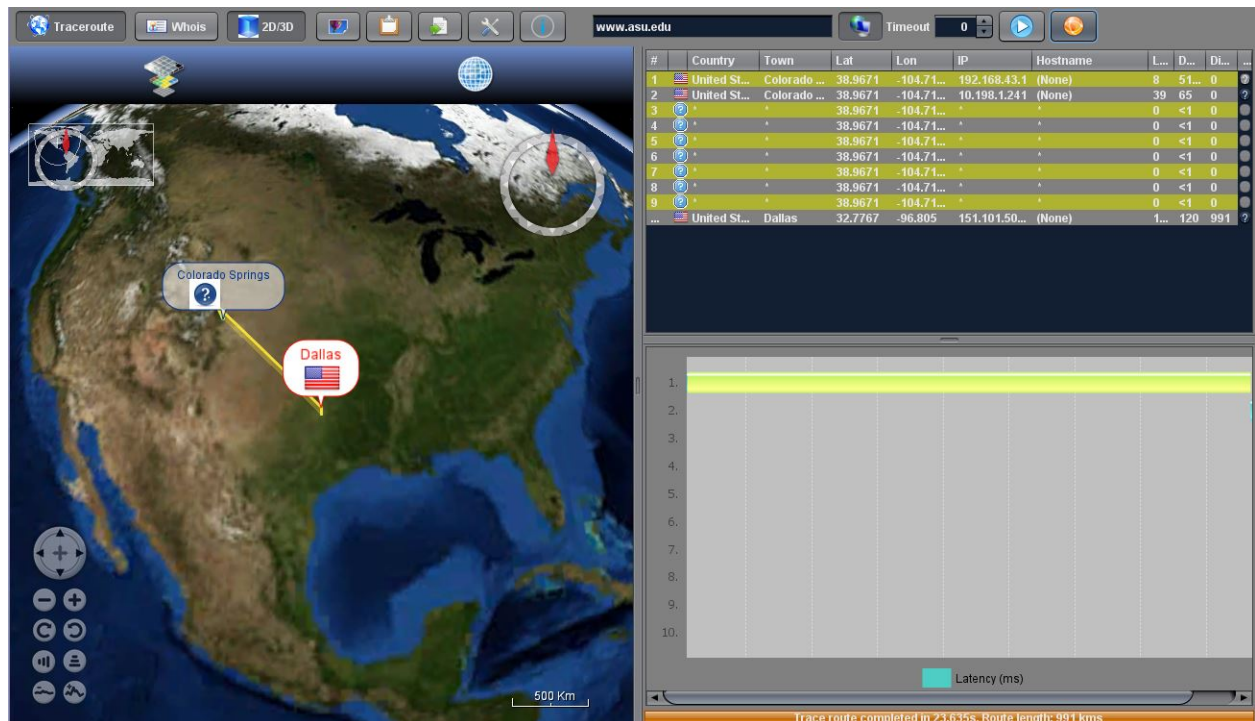 Traceroute Whois 2D/3D www.asu.edu Timeout 0
# Country Town Lat Lon IP Hostname L... D... Di... ...
1 United St... Colorado ... 38.9671 -104.71... 192.168.43.1 (None) 8 51... 0 ?
2 United St... Colorado ... 38.9671 -104.71... 10.198.1.241 (None) 39 65 0 ?
3 ? * * 38.9671 -104.71... * * 0 <1 0
4 ? * * 38.9671 -104.71... * * 0 <1 0
5 ? * * 38.9671 -104.71... * * 0 <1 0
6 ? * * 38.9671 -104.71... * * 0 <1 0
7 ? * * 38.9671 -104.71... * * 0 <1 0
8 ? * * 38.9671 -104.71... * * 0 <1 0
9 ? * * 38.9671 -104.71... * * 0 <1 0
... United St... Dallas 32.7767 -96.805 151.101.50... (None) 1... 120 991 ?
Colorado Springs
?
Dallas
500 Km
1.
2.
3.
4.
5.
6.
7.
8.
9.
10.
Latency (ms)
Trace route completed in 23.635s. Route length: 991 kms